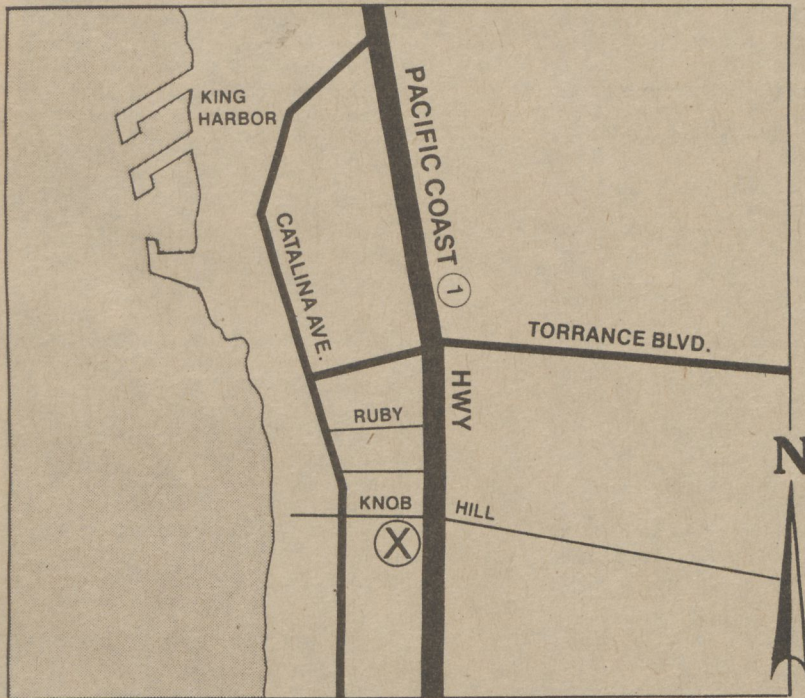 KING
HARBOR
PACIFIC COAST 1
HWY
CATALINA AVE.
TORRANCE BLVD.
RUBY
N
KNOB HILL
X